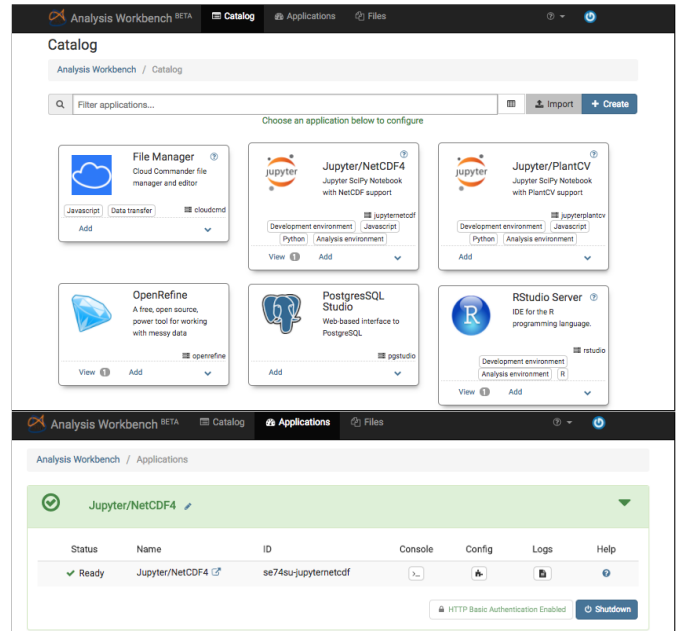 Analysis Workbench BETA Catalog Applications Files
Catalog
Analysis Workbench / Catalog
Filter applications... Import + Create
Choose an application below to configure
File Manager
Cloud Commander file
manager and editor
Javascript Data transfer cloudcmd
Add
jupyter
Jupyter/NetCDF4
Jupyter SciPy Notebook
with NetCDF support
jupyternetcdf
Development environment Javascript
Python Analysis environment
View 1 Add
jupyter
Jupyter/PlantCV
Jupyter SciPy Notebook
with PlantCV support
jupyterplantcv
Development environment Javascript
Python Analysis environment
Add
OpenRefine
A free, open source,
power tool for working
with messy data
openrefine
View 1 Add
PostgresSQL
Studio
Web-based interface to
PostgreSQL
pgstudio
Add
R
RStudio Server
IDE for the R
programming language.
rstudio
Development environment
Analysis environment R
View 1 Add
Analysis Workbench BETA Catalog Applications Files
Analysis Workbench / Applications
Jupyter/NetCDF4
Status Name ID Console Config Logs Help
Ready Jupyter/NetCDF4 se74su-jupyternetcdf
HTTP Basic Authentication Enabled Shutdown